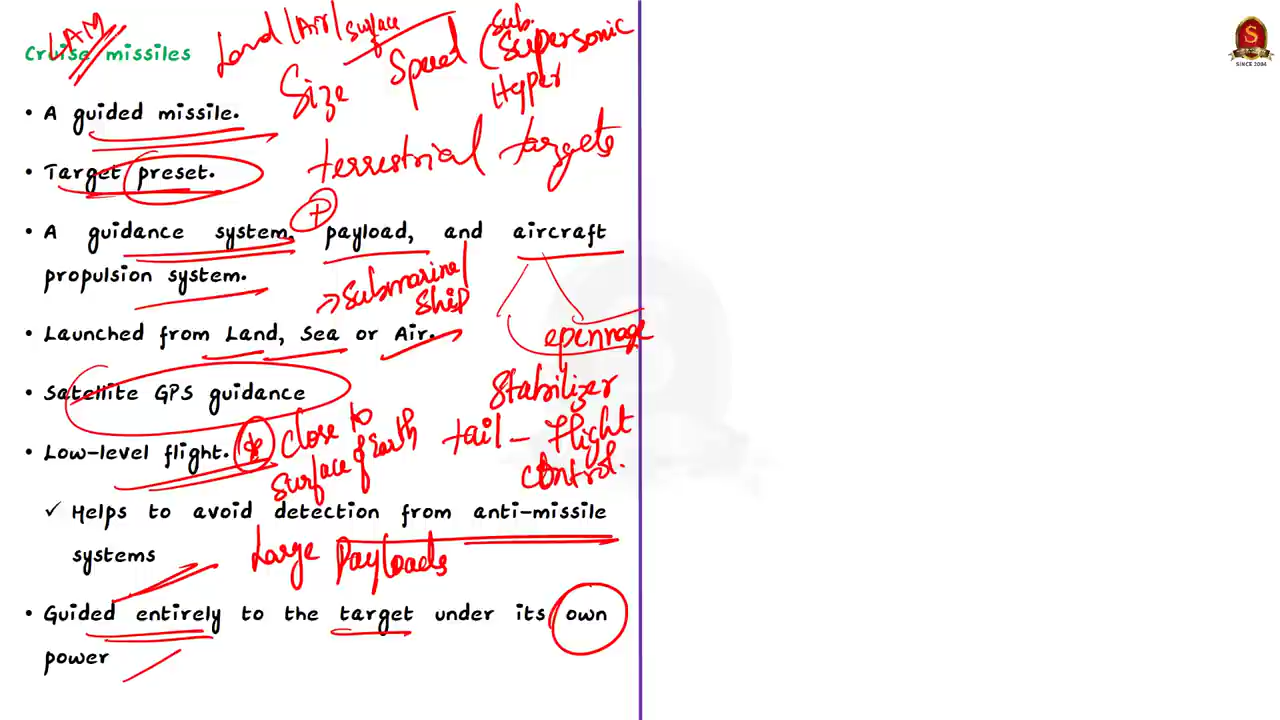 LAM
Land/Air/surface
sub.
Speed (Supersonic
Size
Hyper
Cruise missiles
• A guided missile.
terrestrial targets
• Target preset.
• A guidance system, payload, and aircraft
propulsion system.
→ Submarine/
Ship
• Launched from Land, Sea or Air.
epennage
• Satellite GPS guidance
Stabilizer
* close to
surface of Earth
tail - flight
control.
• Low-level flight.
✓ Helps to avoid detection from anti-missile
systems
Large Payloads
• Guided entirely to the target under its own
power
S
SINCE 2004